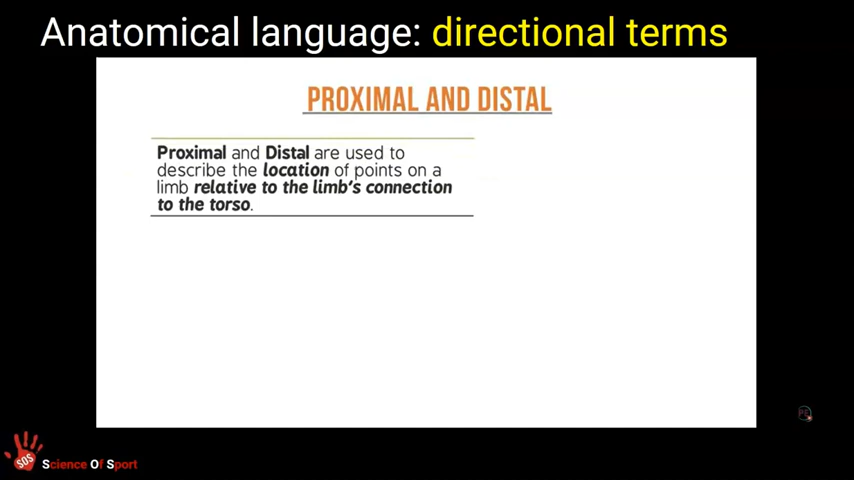 Anatomical language: directional terms
PROXIMAL AND DISTAL
Proximal and Distal are used to
describe the location of points on a
limb relative to the limb's connection
to the torso.
SOS
Science Of Sport
PE